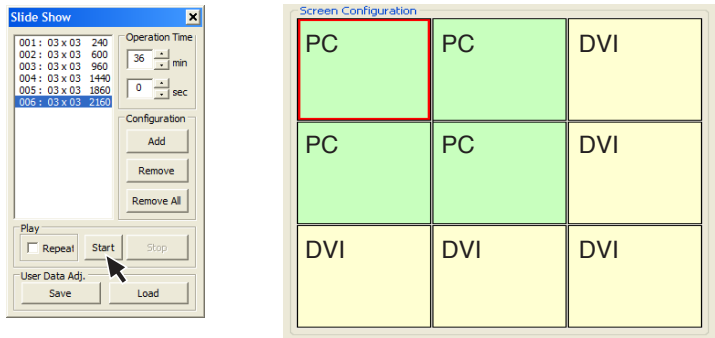 Slide Show
001 : 03 x 03 240
002 : 03 x 03 600
003 : 03 x 03 960
004 : 03 x 03 1440
005 : 03 x 03 1860
006 : 03 x 03 2160
Operation Time
36 min
0 sec
Configuration
Add
Remove
Remove All
Play
Repeat Start Stop
User Data Adj.
Save Load
Screen Configuration
PC PC DVI
PC PC DVI
DVI DVI DVI